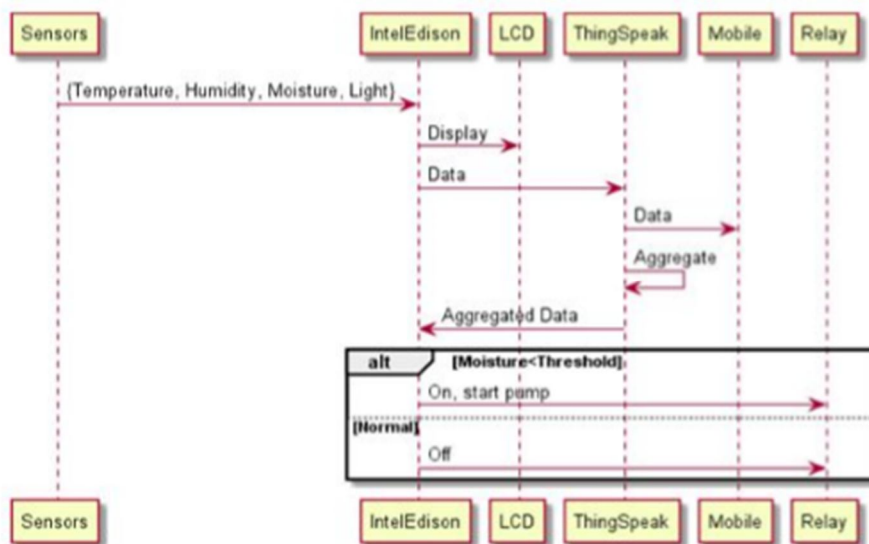 Sensors IntelEdison LCD ThingSpeak Mobile Relay
{Temperature, Humidity, Moisture, Light}
Display
Data
Data
Aggregate
Aggregated Data
alt [Moisture<Threshold]
On, start pump
[Normal]
Off
Sensors IntelEdison LCD ThingSpeak Mobile Relay